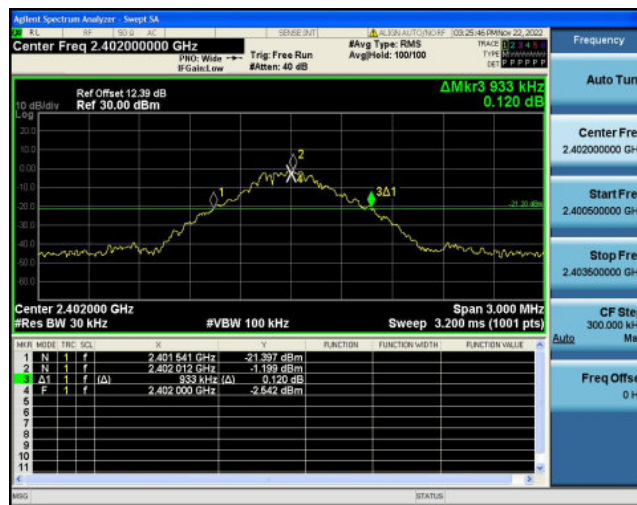 Agilent Spectrum Analyzer - Swept SA
RL RF 50 Ω AC SENSE:INT ALIGN AUTO/NO RF 03:25:46 PM Nov 22, 2022
Center Freq 2.402000000 GHz
PNO: Wide
IFGain:Low
Trig: Free Run
#Atten: 40 dB
#Avg Type: RMS
Avg|Hold: 100/100
TRACE 1 2 3 4 5 6
TYPE
DET P P P P P P
Ref Offset 12.39 dB
Ref 30.00 dBm
10 dB/div
Log
ΔMkr3 933 kHz
0.120 dB
20.0
10.0
0.00
-10.0
-20.0
-30.0
-40.0
-50.0
-60.0
1
2
3Δ1
-21.20 dBm
Center 2.402000 GHz
#Res BW 30 kHz
#VBW 100 kHz
Span 3.000 MHz
Sweep 3.200 ms (1001 pts)
MKR MODE TRC SCL X Y FUNCTION FUNCTION WIDTH FUNCTION VALUE
1 N 1 f 2.401 541 GHz -21.397 dBm
2 N 1 f 2.402 012 GHz -1.199 dBm
3 Δ1 1 f (Δ) 933 kHz (Δ) 0.120 dB
4 F 1 f 2.402 000 GHz -2.542 dBm
5
6
7
8
9
10
11
MSG STATUS
Frequency
Auto Tun
Center Fre
2.402000000 GH
Start Fre
2.400500000 GH
Stop Fre
2.403500000 GH
CF Ste
300.000 kH
Auto Ma
Freq Offse
0 H